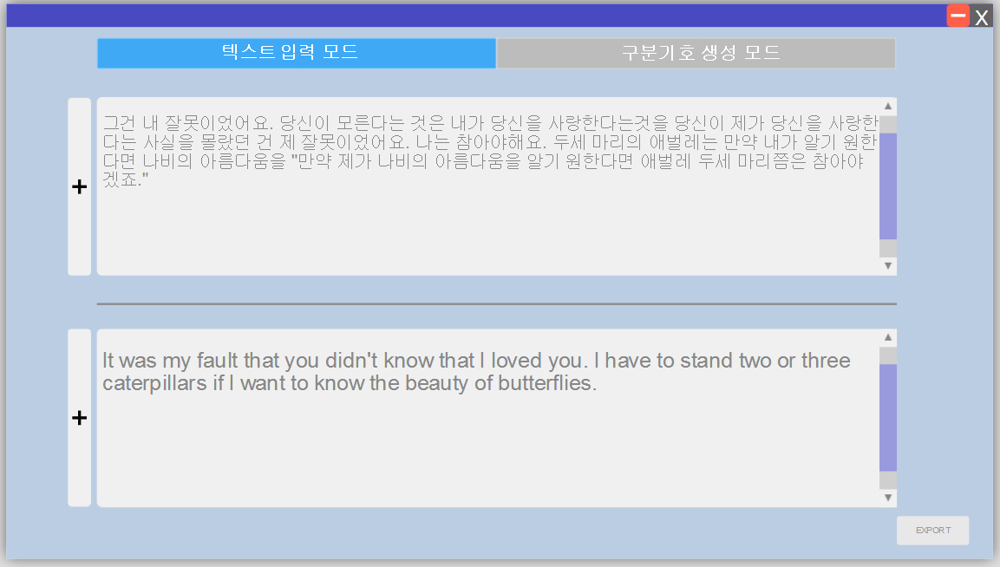 X
텍스트 입력 모드
구분기호 생성 모드
그건 내 잘못이었어요. 당신이 모른다는 것은 내가 당신을 사랑한다는것을 당신이 제가 당신을 사랑한
다는 사실을 몰랐던 건 제 잘못이었어요. 나는 참아야해요. 두세 마리의 애벌레는 만약 내가 알기 원한
다면 나비의 아름다움을 "만약 제가 나비의 아름다움을 알기 원한다면 애벌레 두세 마리쯤은 참아야
겠죠."
+
It was my fault that you didn't know that I loved you. I have to stand two or three
caterpillars if I want to know the beauty of butterflies.
+
EXPORT